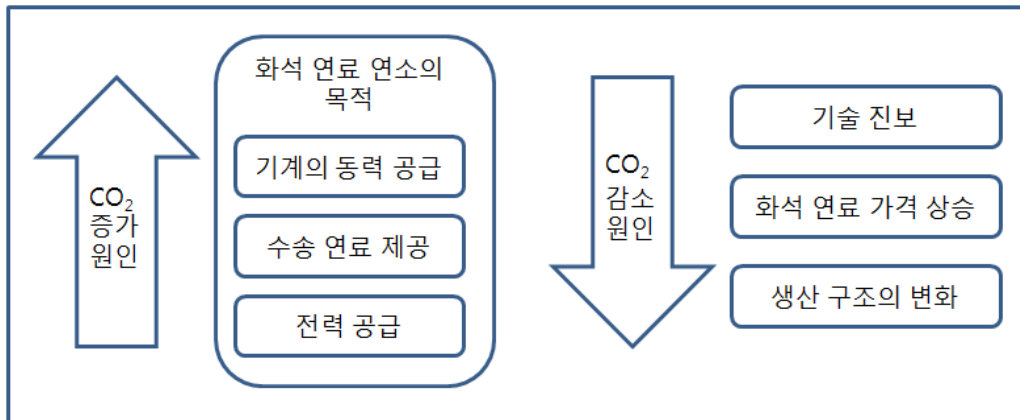 화석 연료 연소의
목적
기계의 동력 공급
수송 연료 제공
전력 공급
CO₂
증가
원인
CO₂
감소
원인
기술 진보
화석 연료 가격 상승
생산 구조의 변화